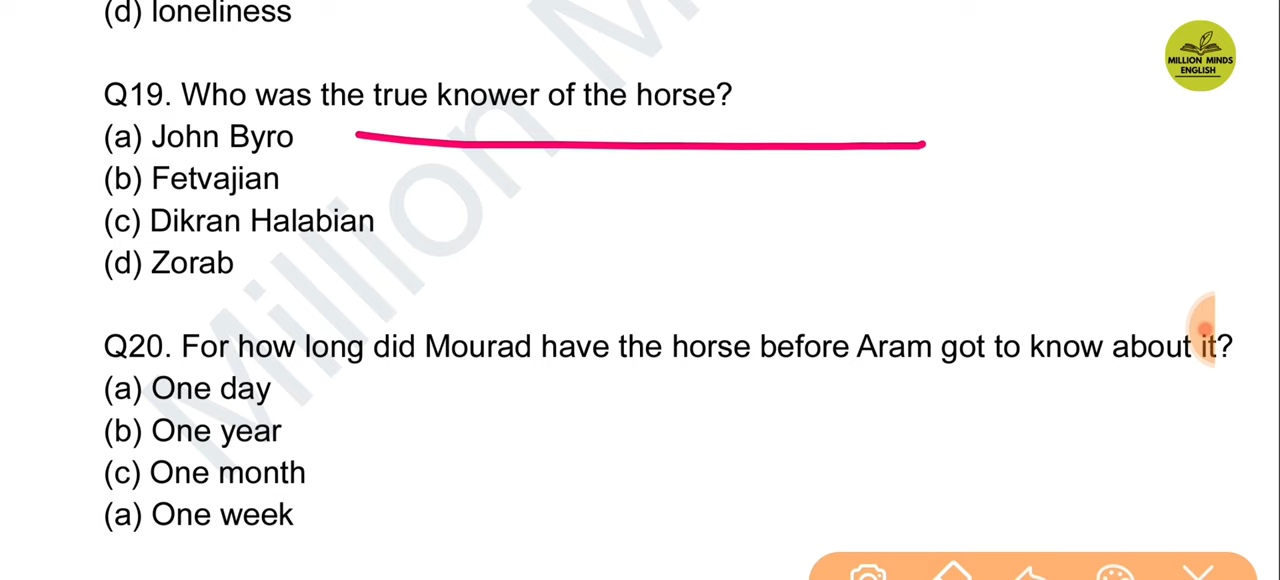 (d) loneliness
MILLION MINDS
ENGLISH
Q19. Who was the true knower of the horse?
(a) John Byro
(b) Fetvajian
(c) Dikran Halabian
(d) Zorab
Q20. For how long did Mourad have the horse before Aram got to know about it?
(a) One day
(b) One year
(c) One month
(a) One week
Million M